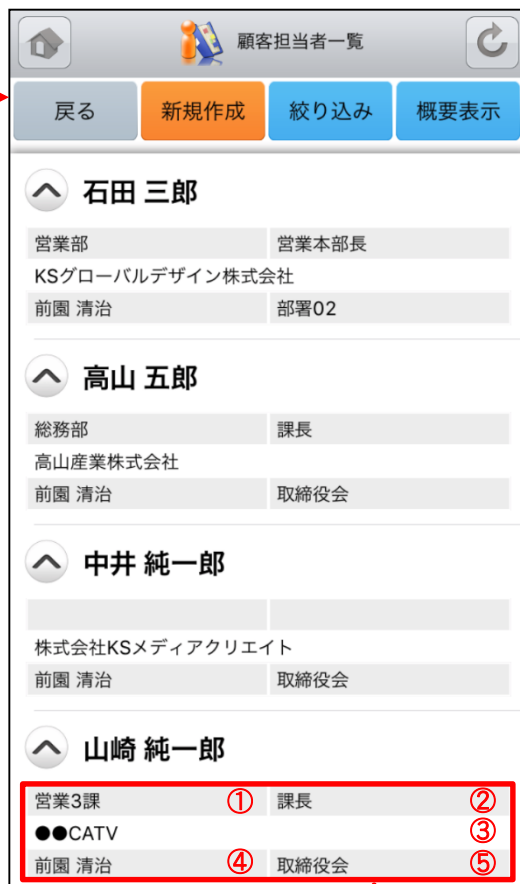 顧客担当者一覧
戻る 新規作成 絞り込み 概要表示
石田 三郎
営業部 営業本部長
KSグローバルデザイン株式会社
前園 清治 部署02
高山 五郎
総務部 課長
高山産業株式会社
前園 清治 取締役会
中井 純一郎
株式会社KSメディアクリエイト
前園 清治 取締役会
山崎 純一郎
営業3課 ① 課長 ②
●●CATV ③
前園 清治 ④ 取締役会 ⑤